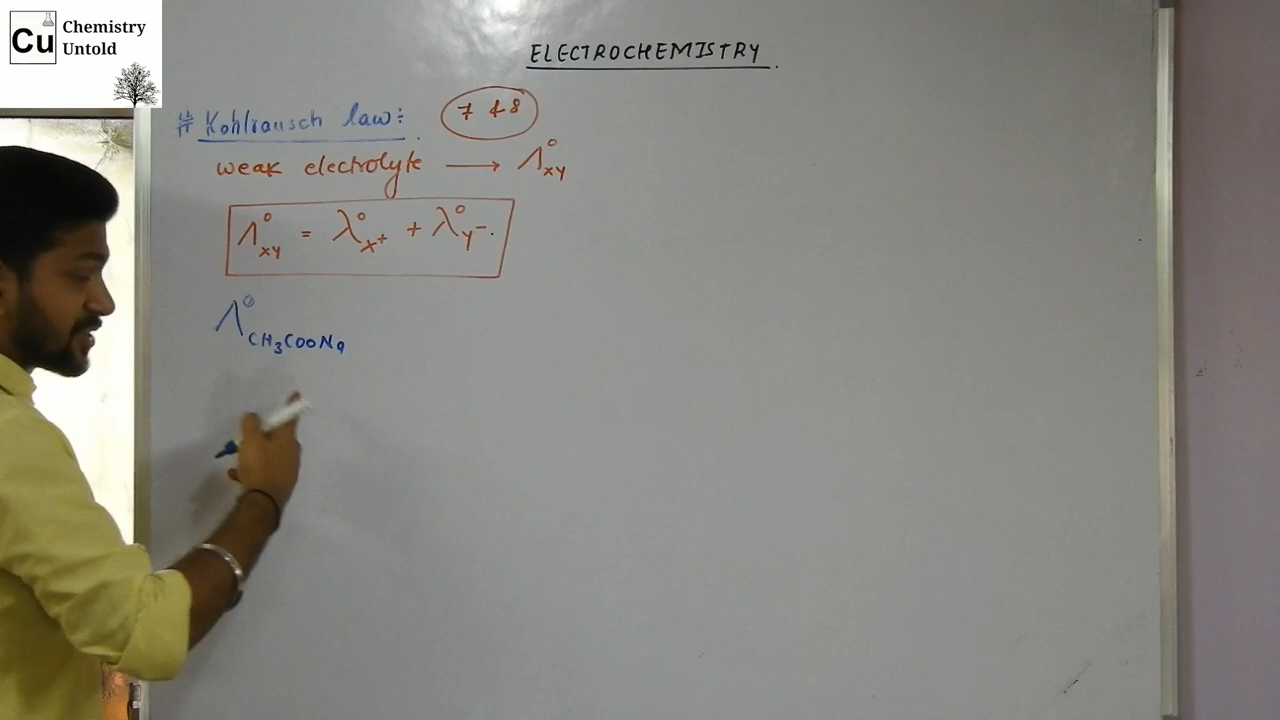 Cu Chemistry
Untold
ELECTROCHEMISTRY.
# Kohlrausch law:
7 & 8
weak electrolyte ⟶ Λ°xy
Λ°xy = λ°x+ + λ°y-.
Λ°CH3COONa